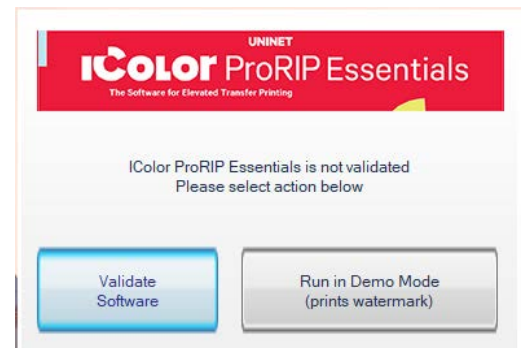 UNINET
IColor ProRIP Essentials
The Software for Elevated Transfer Printing
IColor ProRIP Essentials is not validated
Please select action below
Validate
Software
Run in Demo Mode
(prints watermark)